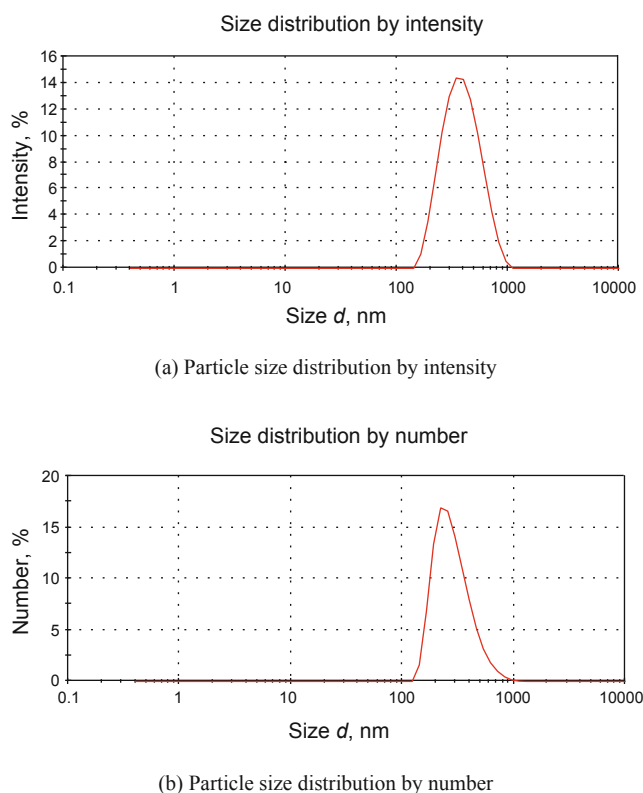 Size distribution by intensity
16
14
12
10
8
6
4
2
0
Intensity, %
0.1 1 10 100 1000 10000
Size d, nm
(a) Particle size distribution by intensity
Size distribution by number
20
15
10
5
0
Number, %
0.1 1 10 100 1000 10000
Size d, nm
(b) Particle size distribution by number